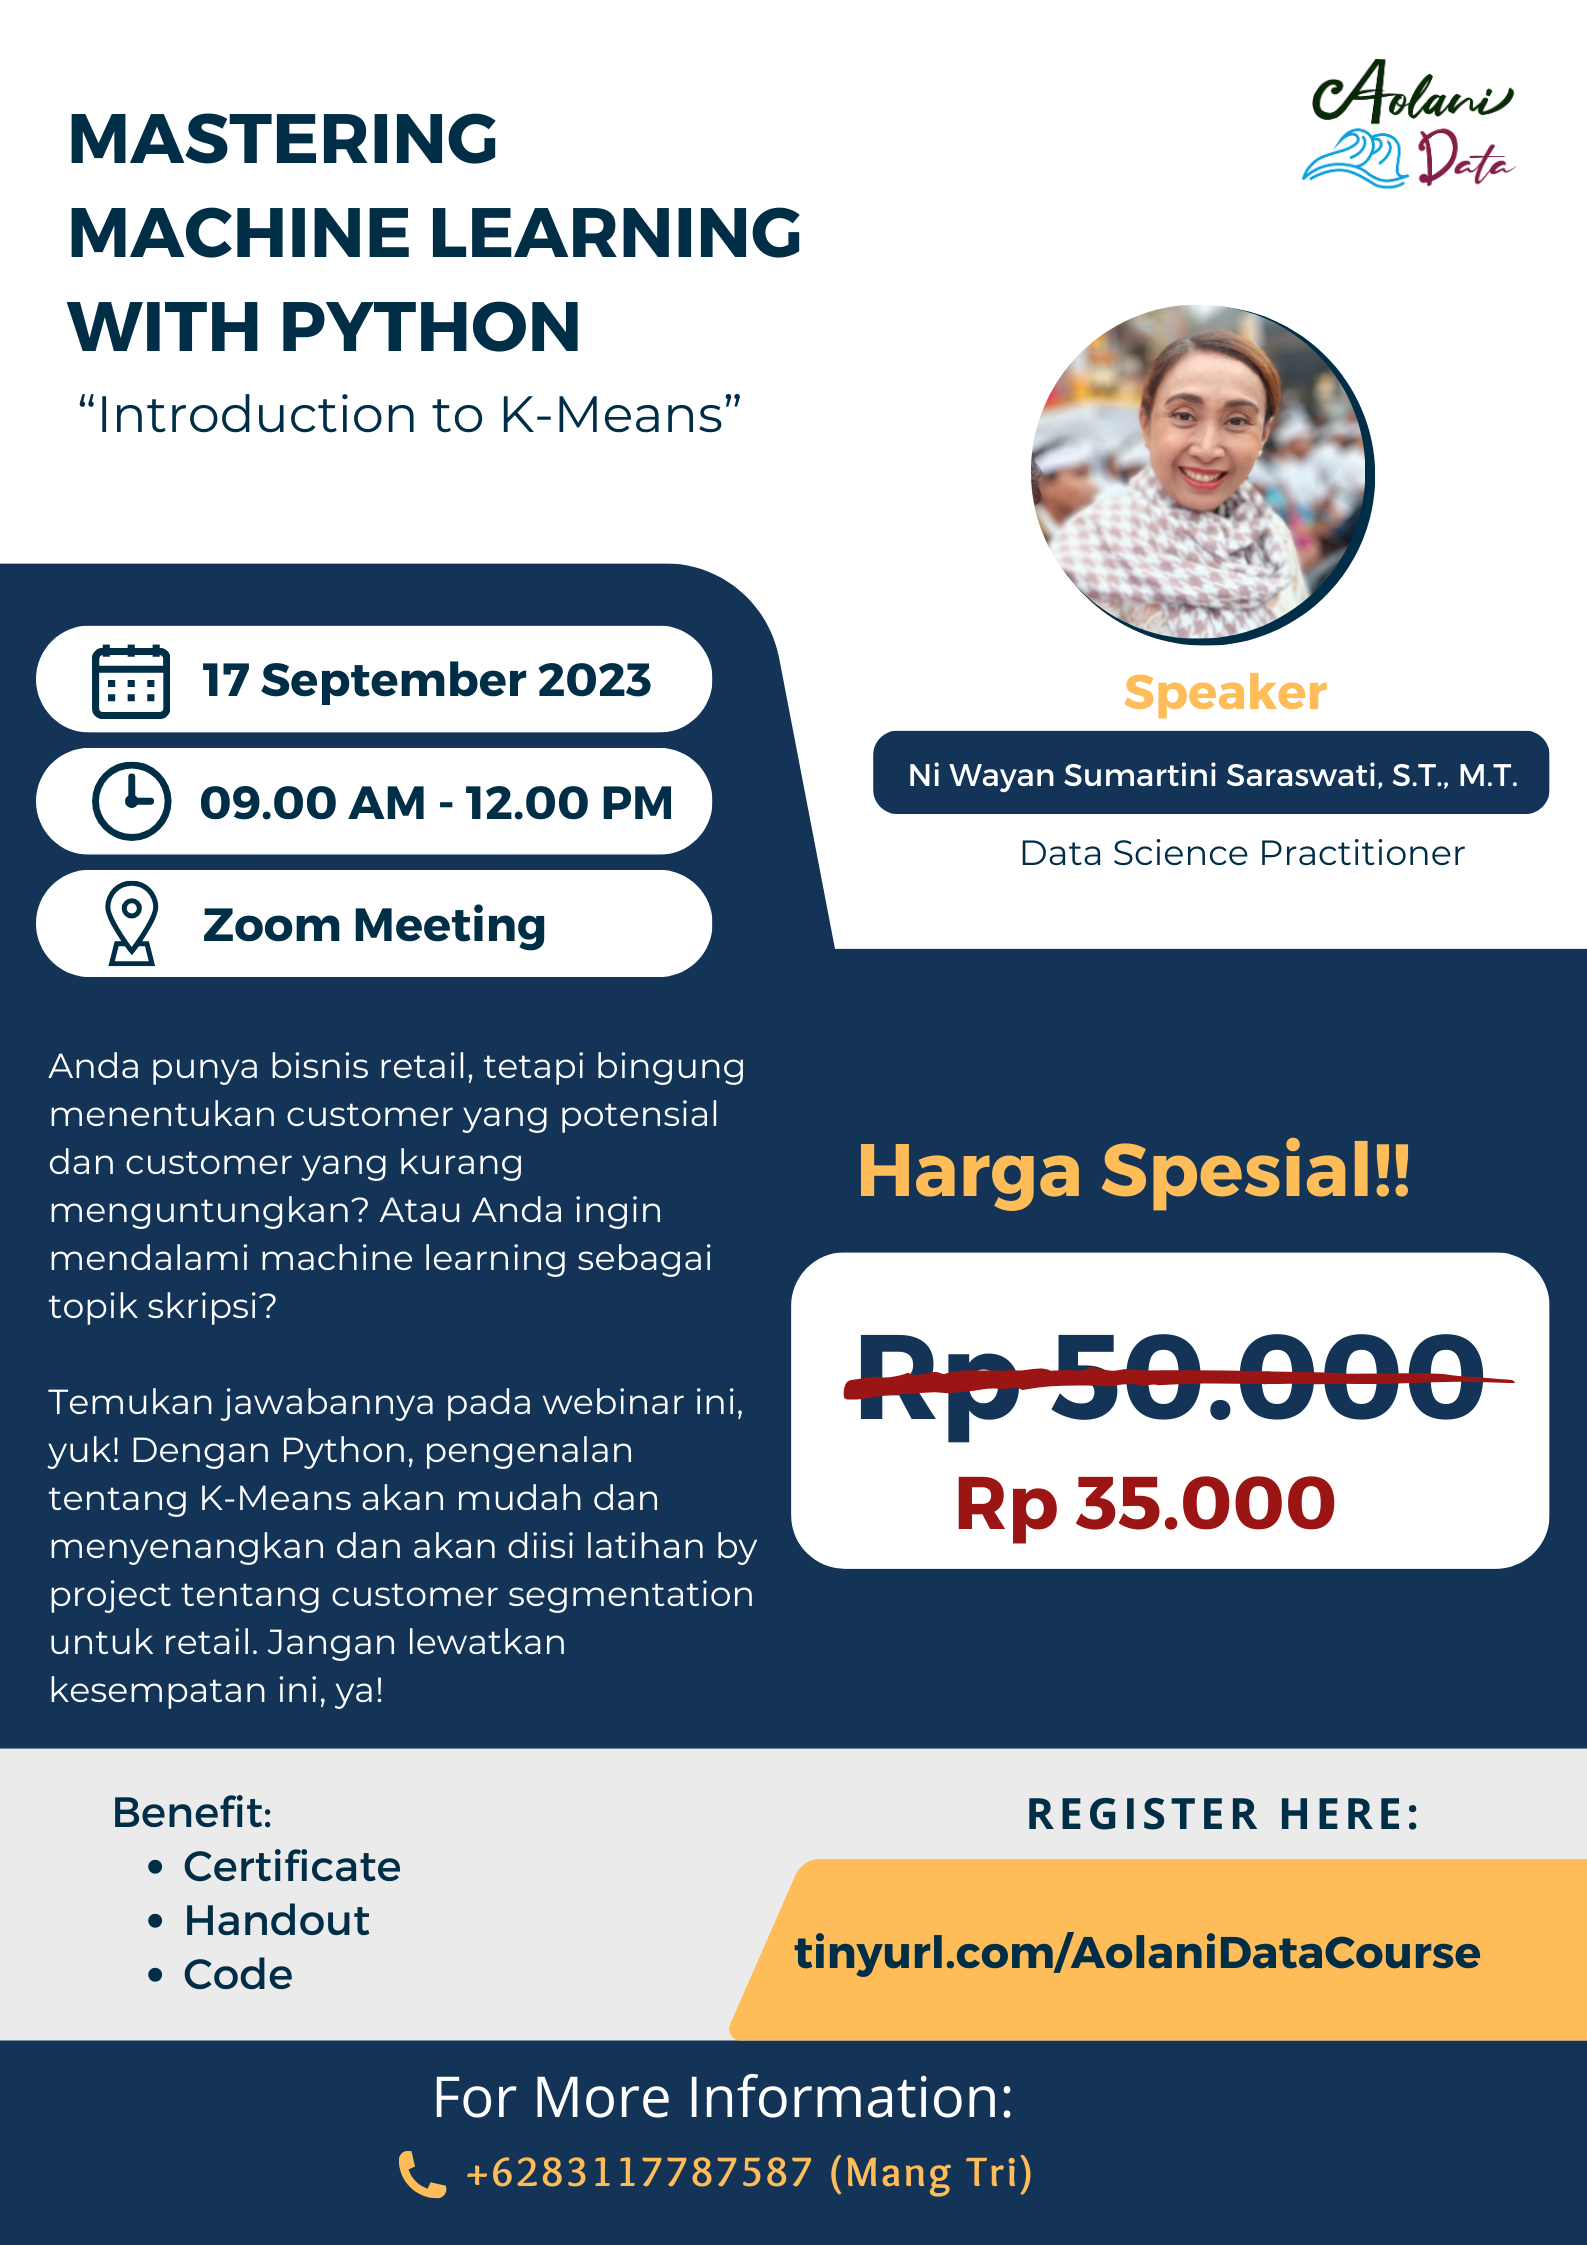 Aolani
Data
MASTERING
MACHINE LEARNING
WITH PYTHON
“Introduction to K-Means”
17 September 2023
09.00 AM - 12.00 PM
Zoom Meeting
Speaker
Ni Wayan Sumartini Saraswati, S.T., M.T.
Data Science Practitioner
Anda punya bisnis retail, tetapi bingung
menentukan customer yang potensial
dan customer yang kurang
menguntungkan? Atau Anda ingin
mendalami machine learning sebagai
topik skripsi?
Temukan jawabannya pada webinar ini,
yuk! Dengan Python, pengenalan
tentang K-Means akan mudah dan
menyenangkan dan akan diisi latihan by
project tentang customer segmentation
untuk retail. Jangan lewatkan
kesempatan ini, ya!
Harga Spesial!!
Rp 50.000
Rp 35.000
Benefit:
• Certificate
• Handout
• Code
REGISTER HERE:
tinyurl.com/AolaniDataCourse
For More Information:
+6283117787587 (Mang Tri)